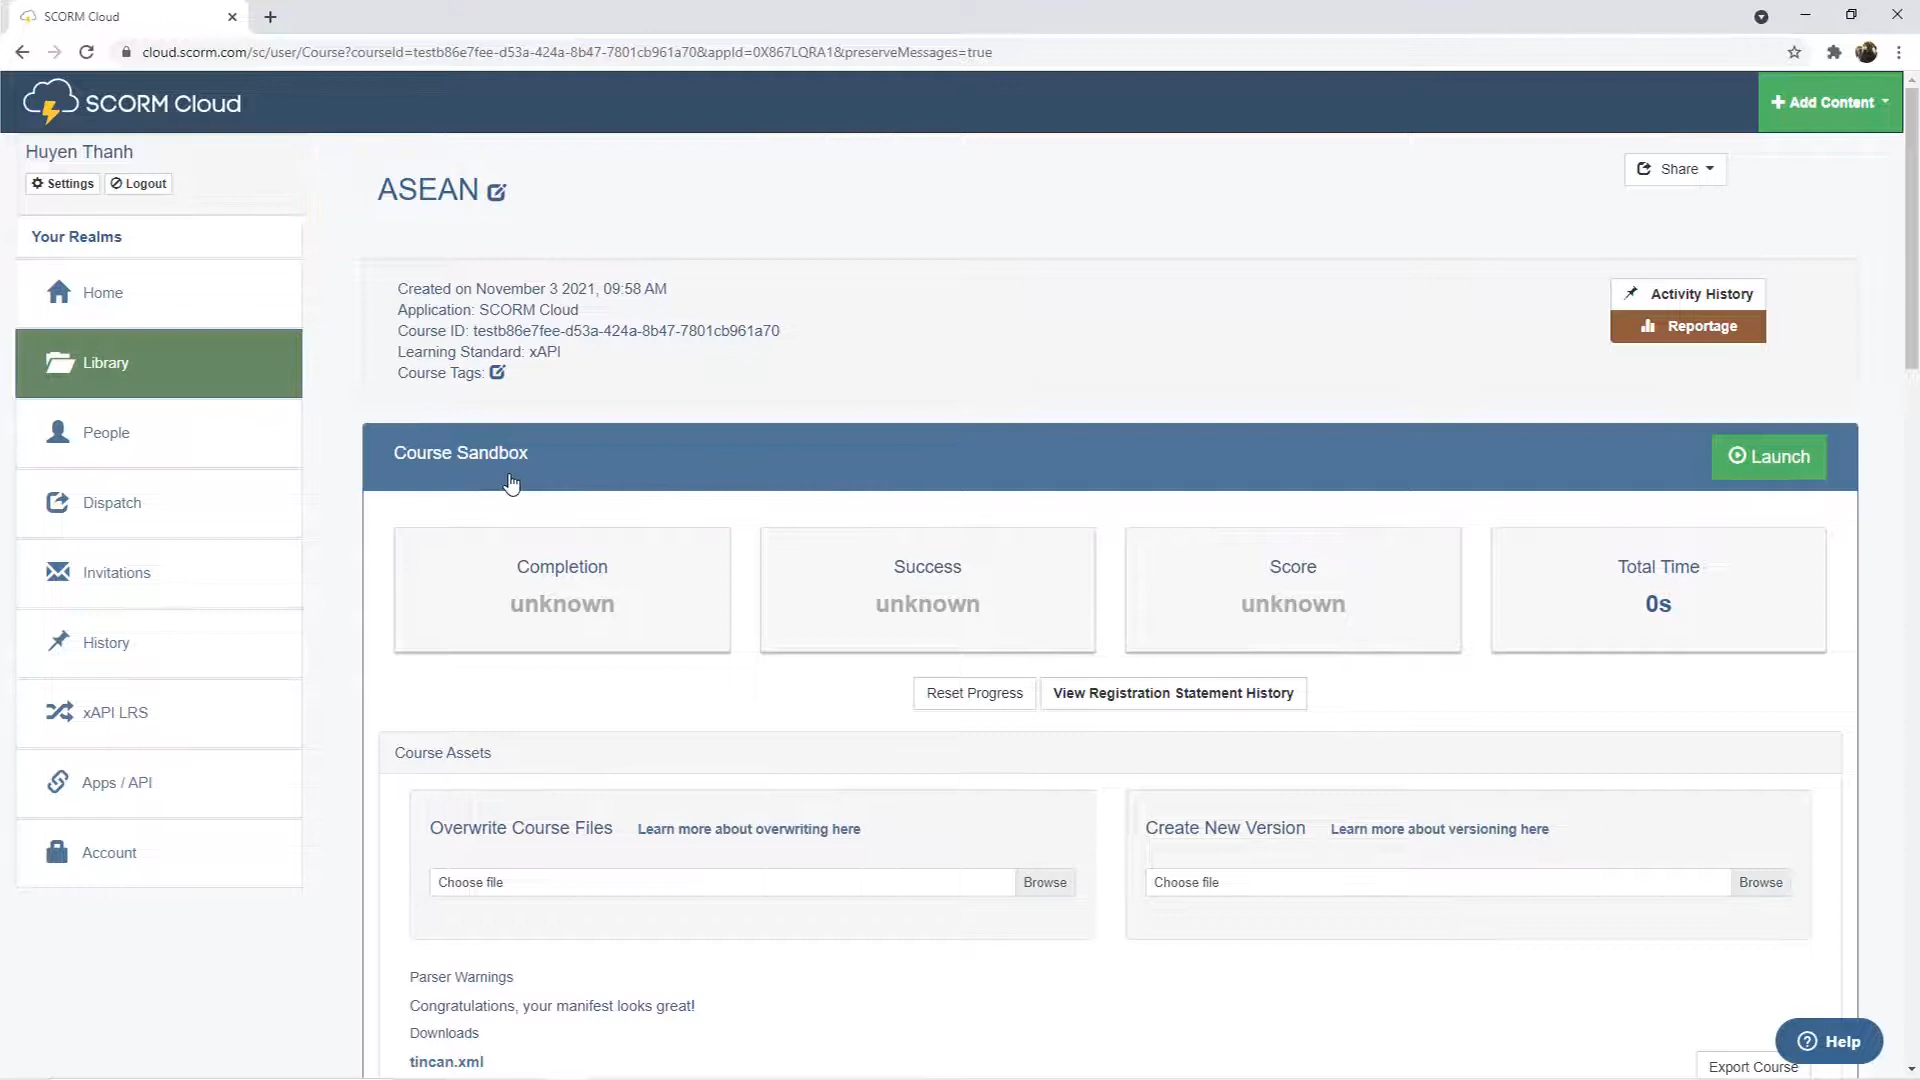 SCORM Cloud
cloud.scorm.com/sc/user/Course?courseId=testb86e7fee-d53a-424a-8b47-7801cb961a70&appId=0X867LQRA1&preserveMessages=true
SCORM Cloud
Add Content
Huyen Thanh
Settings
Logout
Your Realms
Home
Library
People
Dispatch
Invitations
History
xAPI LRS
Apps / API
Account
ASEAN
Share
Created on November 3 2021, 09:58 AM
Application: SCORM Cloud
Course ID: testb86e7fee-d53a-424a-8b47-7801cb961a70
Learning Standard: xAPI
Course Tags:
Activity History
Reportage
Course Sandbox
Launch
Completion
unknown
Success
unknown
Score
unknown
Total Time
0s
Reset Progress
View Registration Statement History
Course Assets
Overwrite Course Files Learn more about overwriting here
Choose file Browse
Create New Version Learn more about versioning here
Choose file Browse
Parser Warnings
Congratulations, your manifest looks great!
Downloads
tincan.xml
Export Course
Help